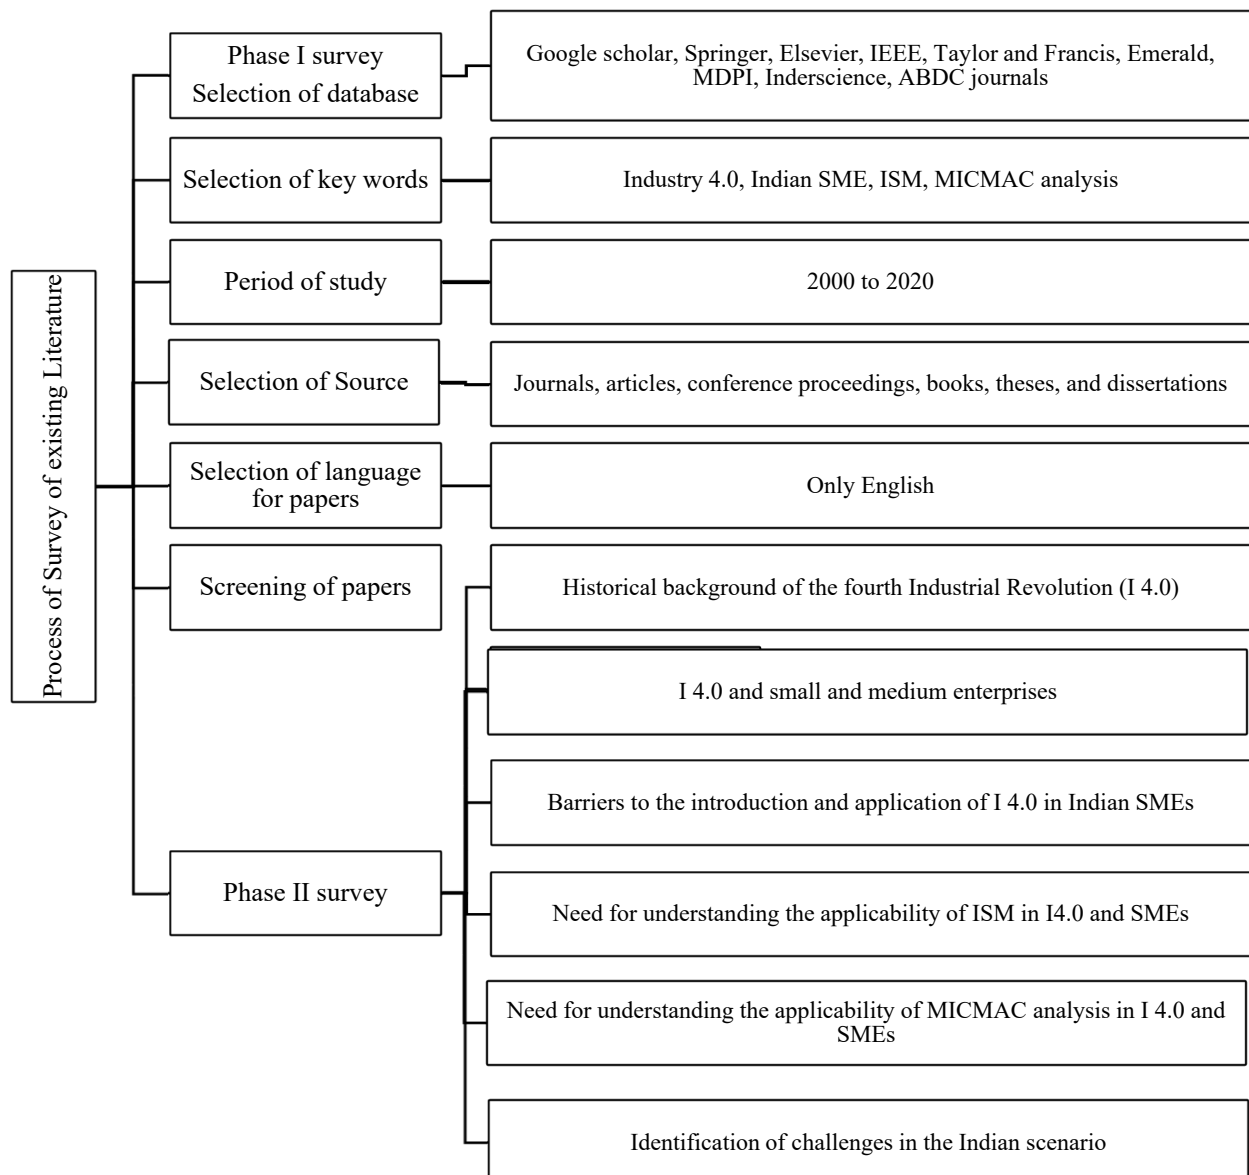 Process of Survey of existing Literature
Phase I survey
Selection of database
Google scholar, Springer, Elsevier, IEEE, Taylor and Francis, Emerald,
MDPI, Inderscience, ABDC journals
Selection of key words
Industry 4.0, Indian SME, ISM, MICMAC analysis
Period of study
2000 to 2020
Selection of Source
Journals, articles, conference proceedings, books, theses, and dissertations
Selection of language
for papers
Only English
Screening of papers
Phase II survey
Historical background of the fourth Industrial Revolution (I 4.0)
I 4.0 and small and medium enterprises
Barriers to the introduction and application of I 4.0 in Indian SMEs
Need for understanding the applicability of ISM in I4.0 and SMEs
Need for understanding the applicability of MICMAC analysis in I 4.0 and
SMEs
Identification of challenges in the Indian scenario